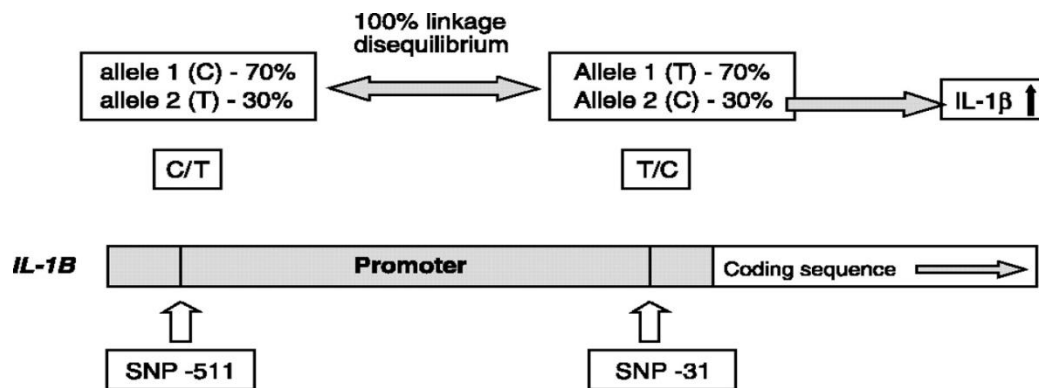 100% linkage
disequilibrium
allele 1 (C) - 70%
allele 2 (T) - 30%
Allele 1 (T) - 70%
Allele 2 (C) - 30%
IL-1β
C/T
T/C
IL-1B
Promoter
Coding sequence
SNP -511
SNP -31